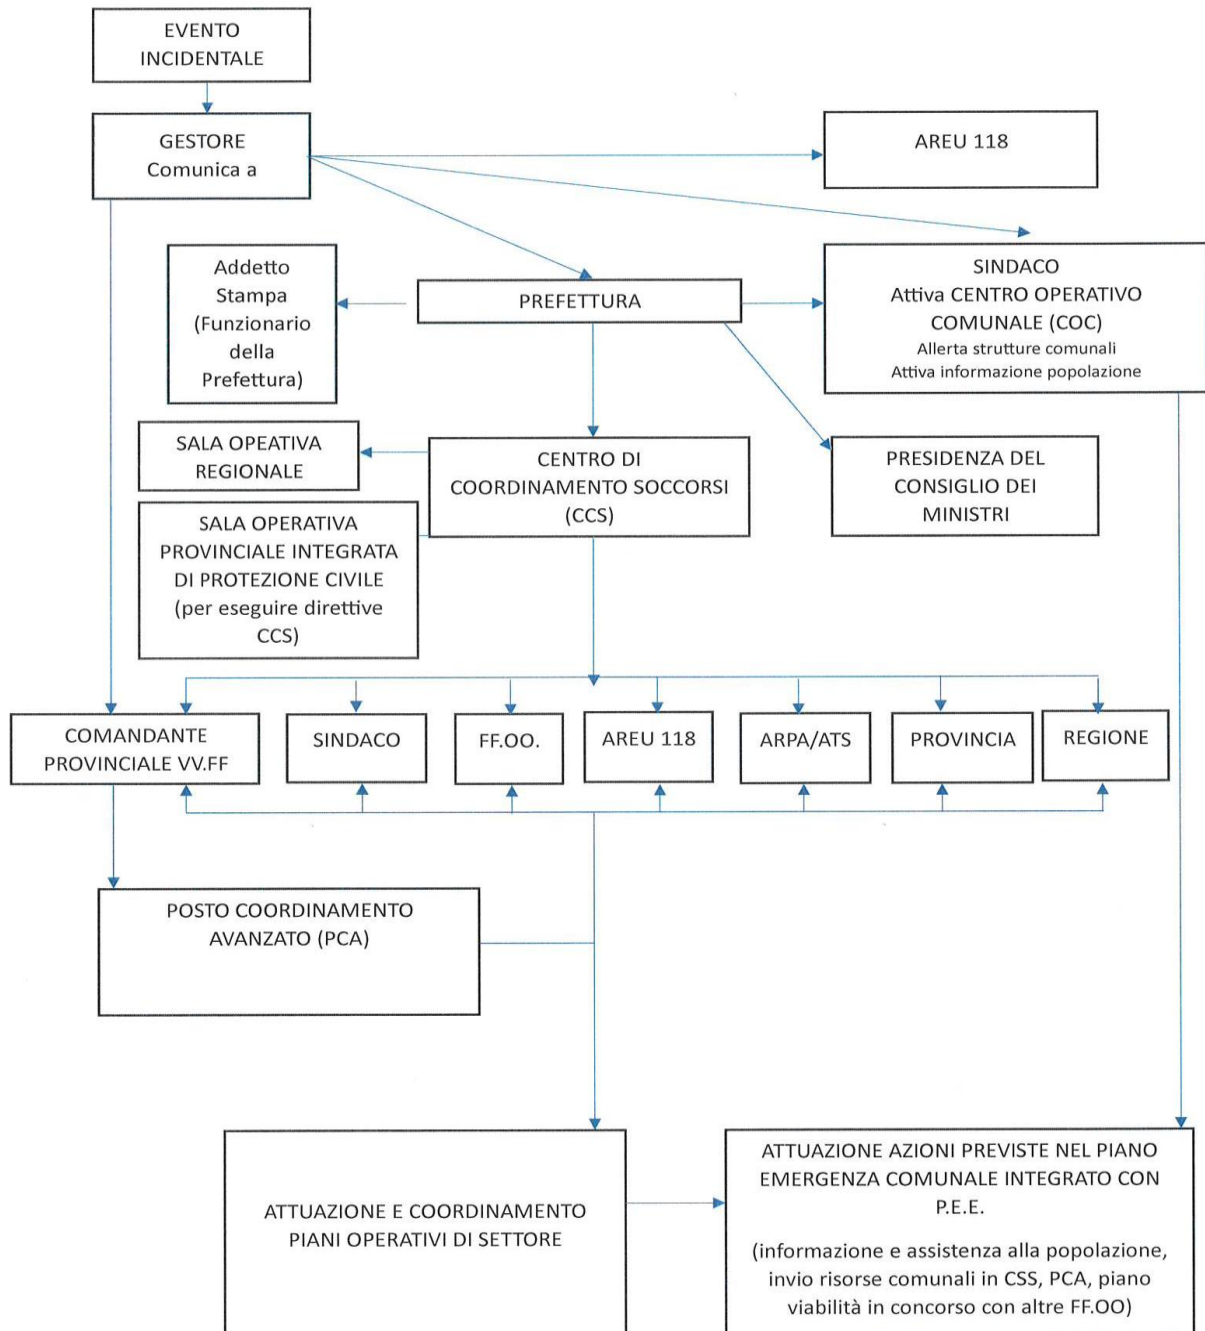 EVENTO
INCIDENTALE
GESTORE
Comunica a
AREU 118
Addetto
Stampa
(Funzionario
della
Prefettura)
PREFETTURA
SINDACO
Attiva CENTRO OPERATIVO
COMUNALE (COC)
Allerta strutture comunali
Attiva informazione popolazione
SALA OPEATIVA
REGIONALE
CENTRO DI
COORDINAMENTO SOCCORSI
(CCS)
PRESIDENZA DEL
CONSIGLIO DEI
MINISTRI
SALA OPERATIVA
PROVINCIALE INTEGRATA
DI PROTEZIONE CIVILE
(per eseguire direttive
CCS)
COMANDANTE
PROVINCIALE VV.FF
SINDACO
FF.OO.
AREU 118
ARPA/ATS
PROVINCIA
REGIONE
POSTO COORDINAMENTO
AVANZATO (PCA)
ATTUAZIONE E COORDINAMENTO
PIANI OPERATIVI DI SETTORE
ATTUAZIONE AZIONI PREVISTE NEL PIANO
EMERGENZA COMUNALE INTEGRATO CON
P.E.E.
(informazione e assistenza alla popolazione,
invio risorse comunali in CSS, PCA, piano
viabilità in concorso con altre FF.OO)